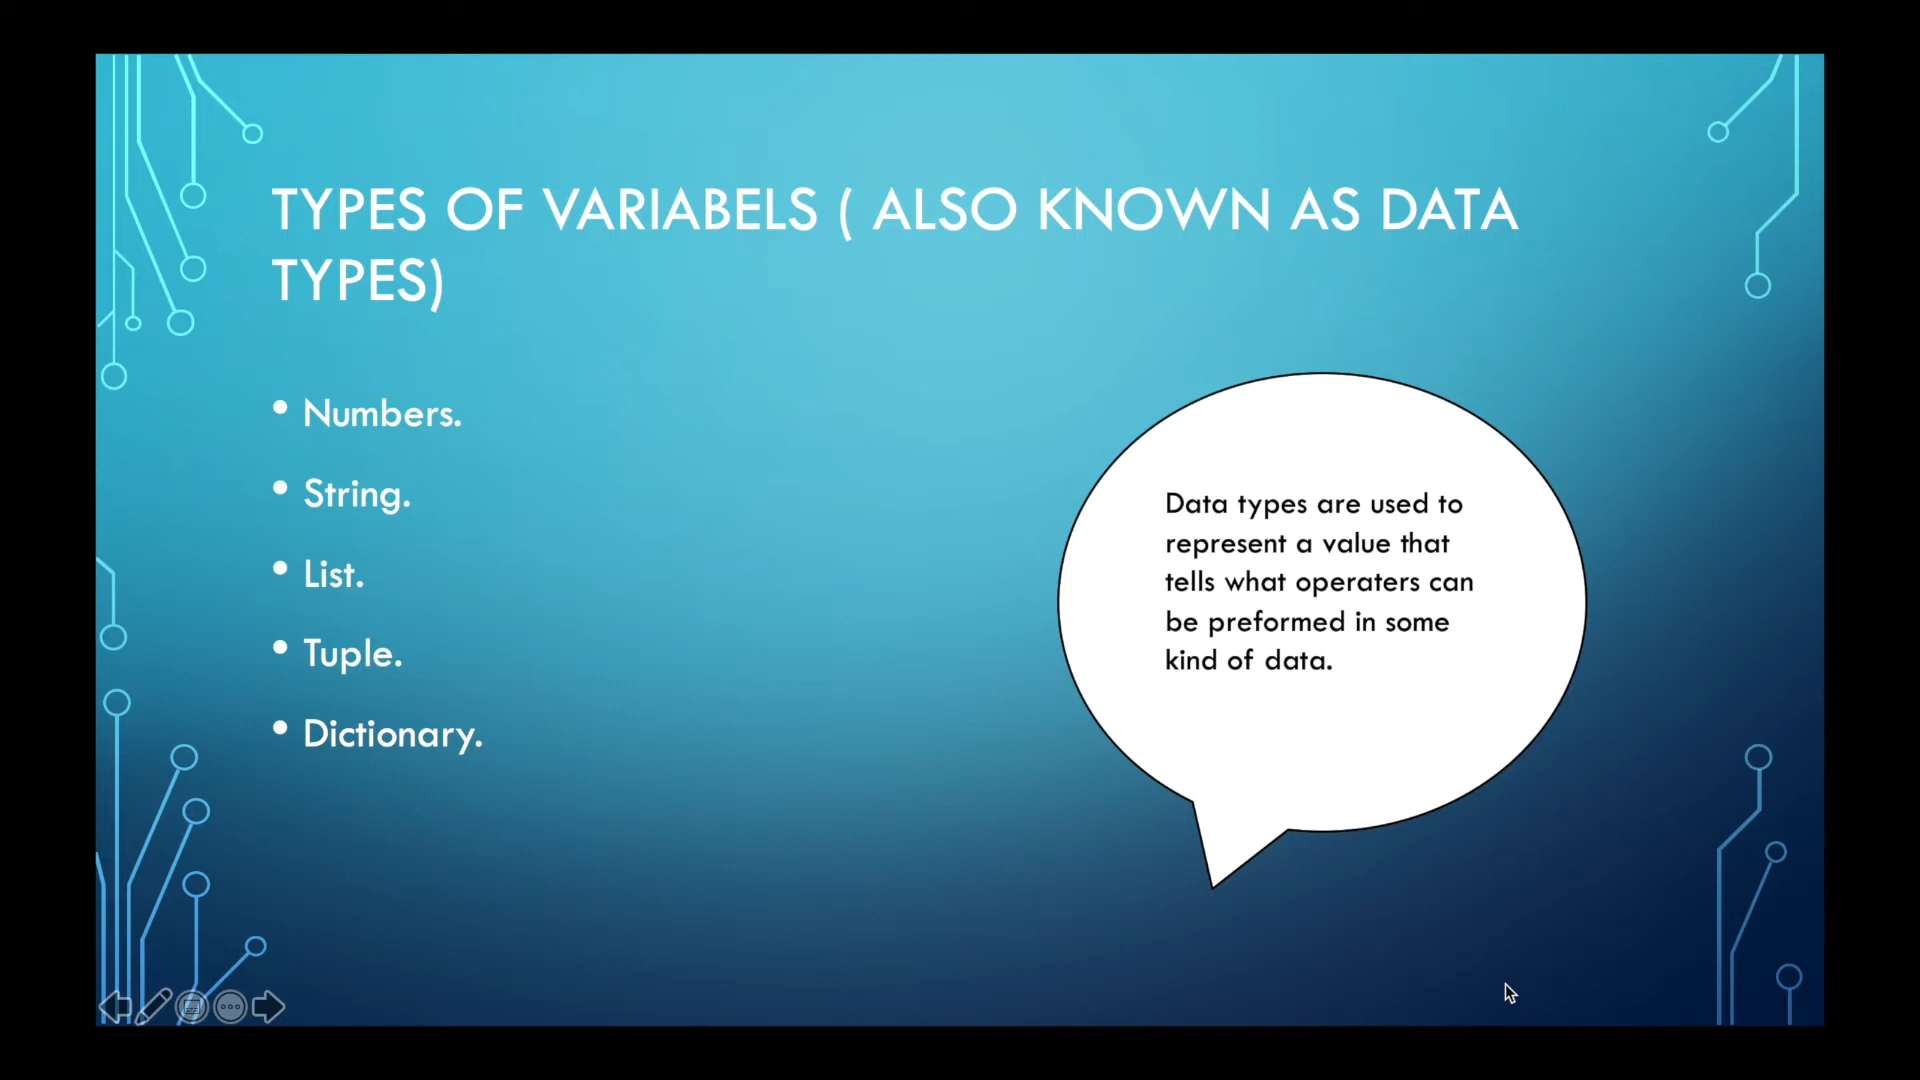 TYPES OF VARIABELS ( ALSO KNOWN AS DATA
TYPES)
• Numbers.
• String.
• List.
• Tuple.
• Dictionary.
Data types are used to
represent a value that
tells what operaters can
be preformed in some
kind of data.